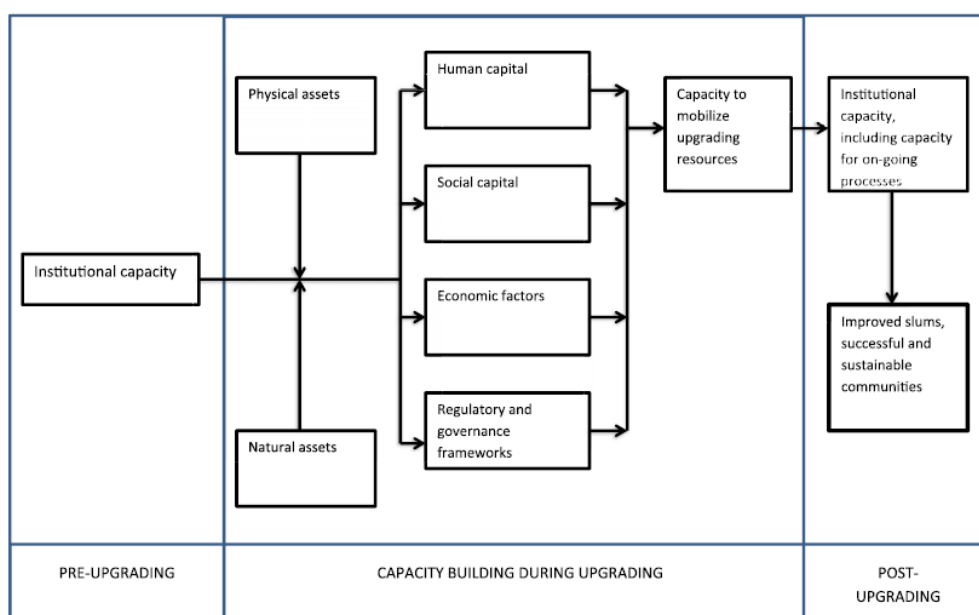 Institutional capacity
Physical assets
Natural assets
Human capital
Social capital
Economic factors
Regulatory and
governance
frameworks
Capacity to
mobilize
upgrading
resources
Institutional
capacity,
including capacity
for on-going
processes
Improved slums,
successful and
sustainable
communities
PRE-UPGRADING
CAPACITY BUILDING DURING UPGRADING
POST-
UPGRADING